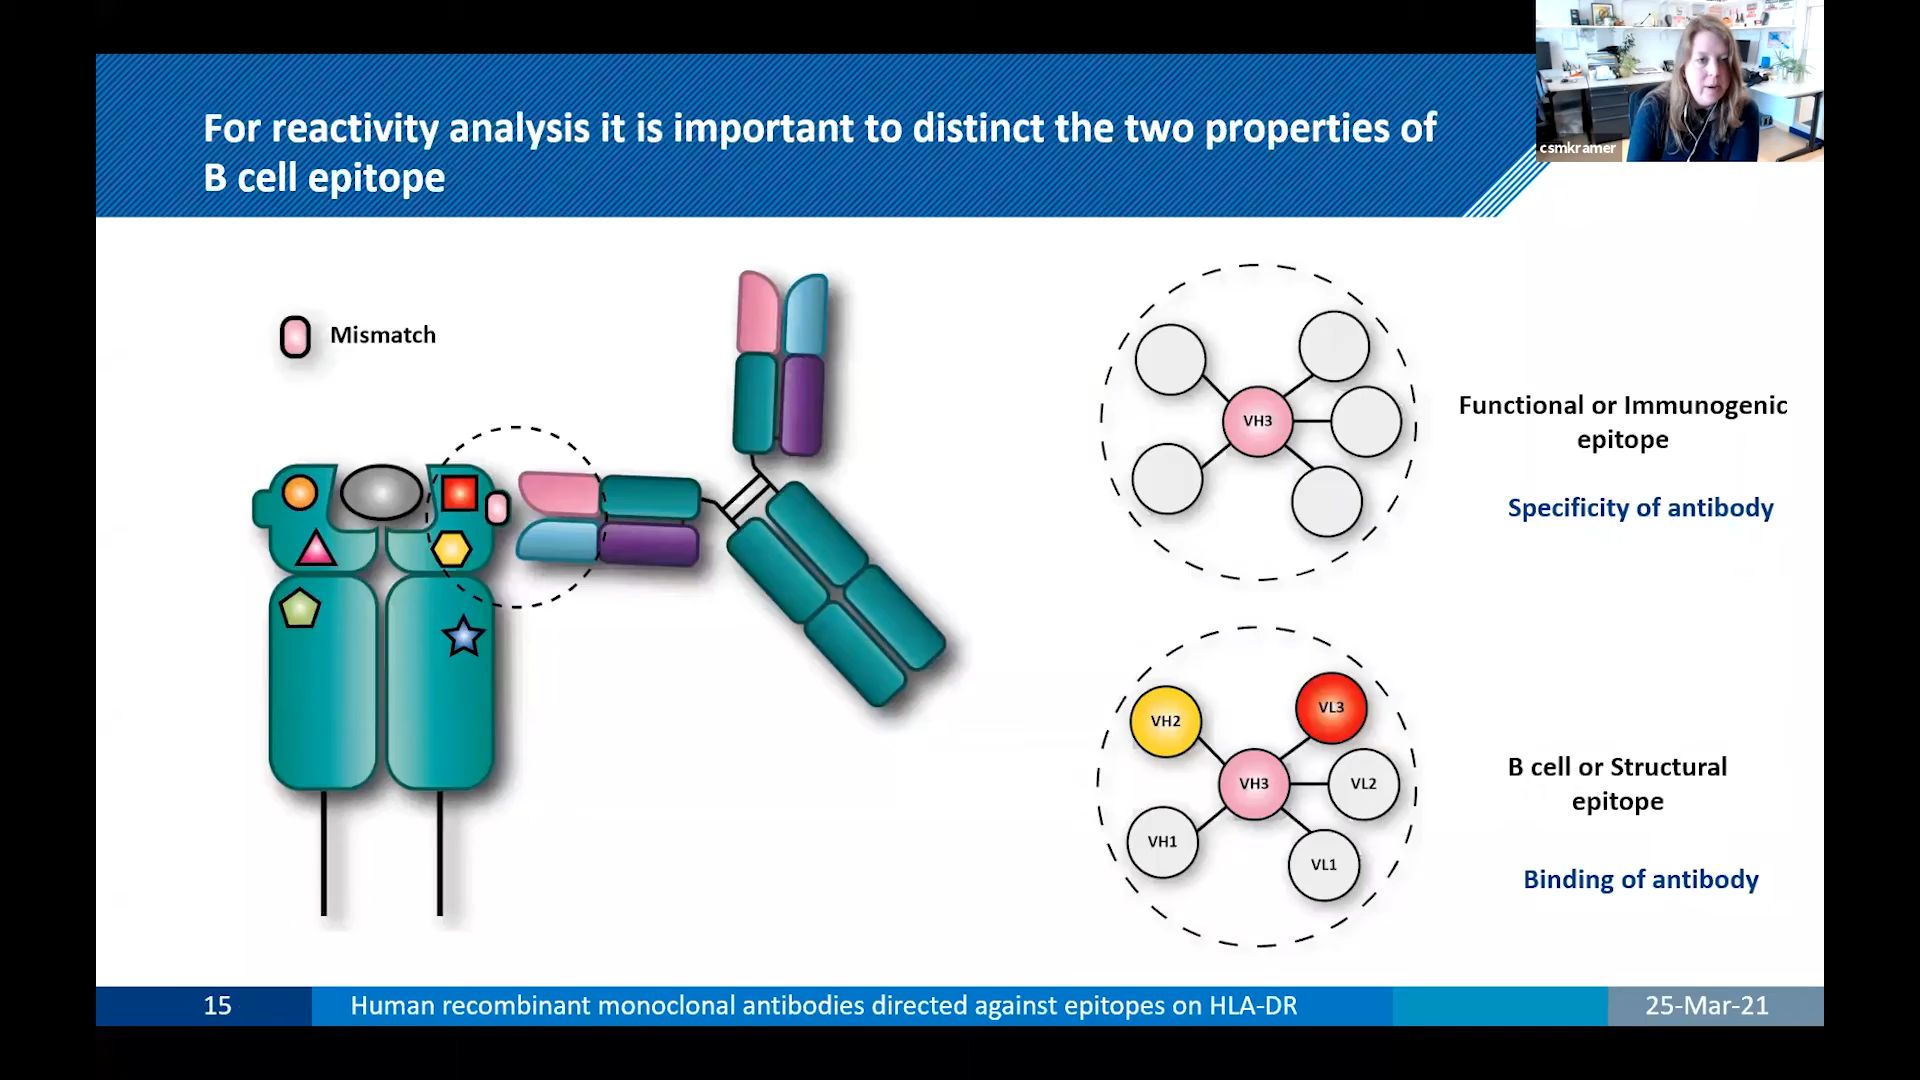 csmkramer
For reactivity analysis it is important to distinct the two properties of
B cell epitope
Mismatch
VH3
Functional or Immunogenic
epitope
Specificity of antibody
VH2
VL3
VH3
VL2
VH1
VL1
B cell or Structural
epitope
Binding of antibody
15
Human recombinant monoclonal antibodies directed against epitopes on HLA-DR
25-Mar-21